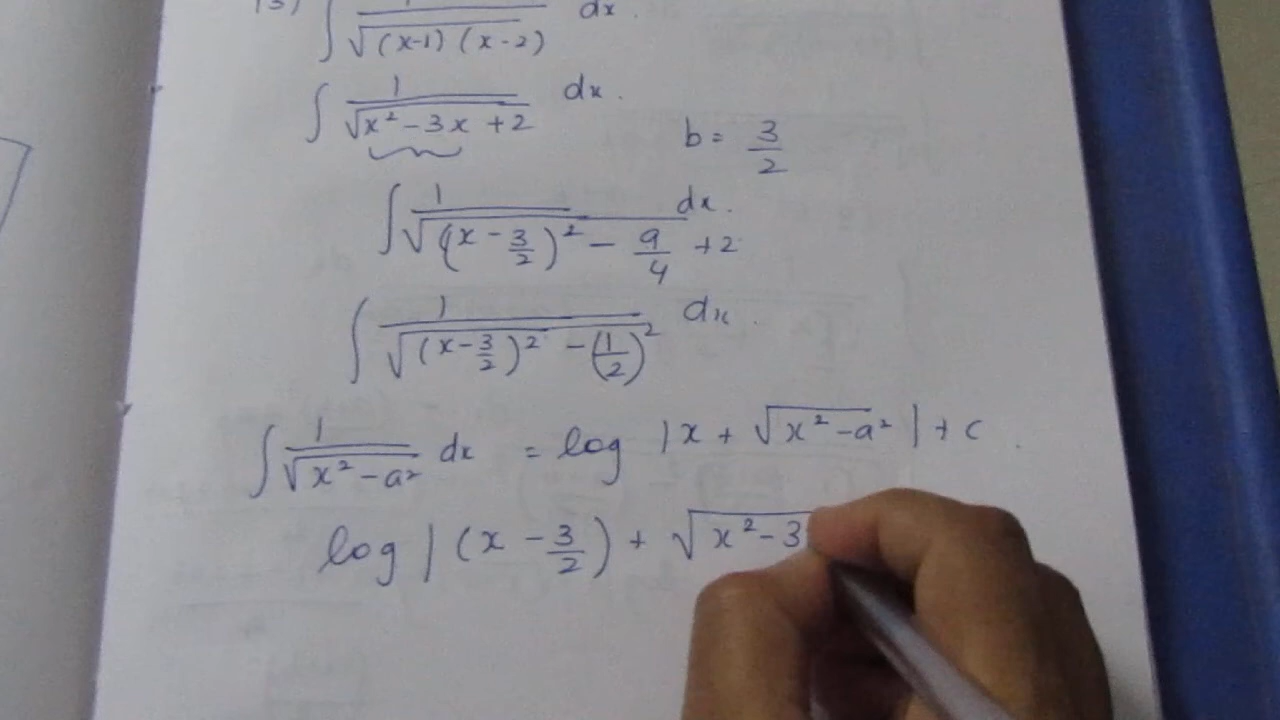 13) ∫ 1/√((x-1)(x-2)) dx.
∫ 1/√(x² - 3x + 2) dx.
b = 3/2
∫ 1/√((x - 3/2)² - 9/4 + 2) dx.
∫ 1/√((x - 3/2)² - (1/2)²) dx.
∫ 1/√(x² - a²) dx = log |x + √(x² - a²)| + c.
log |(x - 3/2) + √(x² - 3